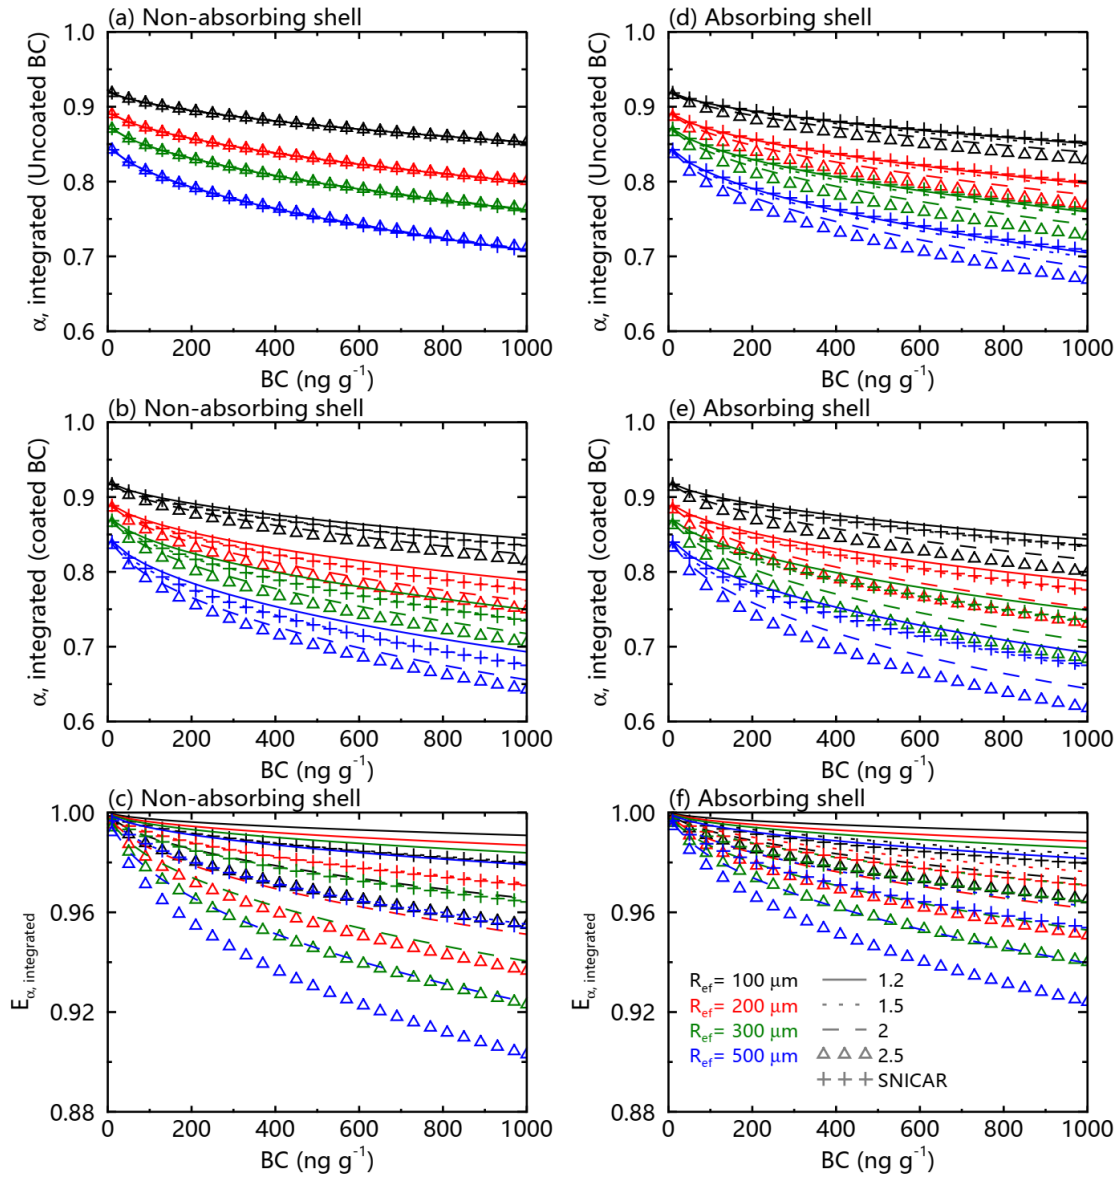 (a) Non-absorbing shell
1.0
0.9
0.8
0.7
0.6
α, integrated (Uncoated BC)
0 200 400 600 800 1000
BC (ng g⁻¹)
(d) Absorbing shell
1.0
0.9
0.8
0.7
0.6
α, integrated (Uncoated BC)
0 200 400 600 800 1000
BC (ng g⁻¹)
(b) Non-absorbing shell
1.0
0.9
0.8
0.7
0.6
α, integrated (coated BC)
0 200 400 600 800 1000
BC (ng g⁻¹)
(e) Absorbing shell
1.0
0.9
0.8
0.7
0.6
α, integrated (coated BC)
0 200 400 600 800 1000
BC (ng g⁻¹)
(c) Non-absorbing shell
1.00
0.96
0.92
0.88
Eα, integrated
0 200 400 600 800 1000
BC (ng g⁻¹)
(f) Absorbing shell
1.00
0.96
0.92
0.88
Eα, integrated
Ref= 100 μm 1.2
Ref= 200 μm 1.5
Ref= 300 μm 2
Ref= 500 μm 2.5
SNICAR
0 200 400 600 800 1000
BC (ng g⁻¹)